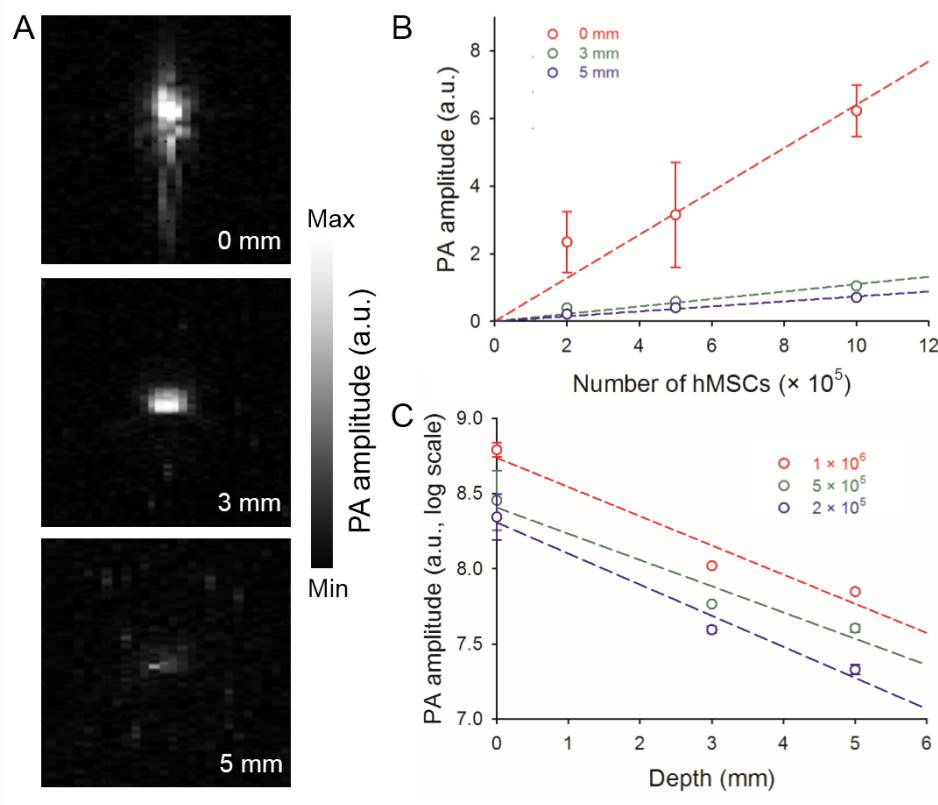 A
0 mm
3 mm
5 mm
Max
PA amplitude (a.u.)
Min
B
0 mm
3 mm
5 mm
PA amplitude (a.u.)
8
6
4
2
0
0 2 4 6 8 10 12
Number of hMSCs (× 10⁵)
C
1 × 10⁶
5 × 10⁵
2 × 10⁵
PA amplitude (a.u., log scale)
9.0
8.5
8.0
7.5
7.0
0 1 2 3 4 5 6
Depth (mm)